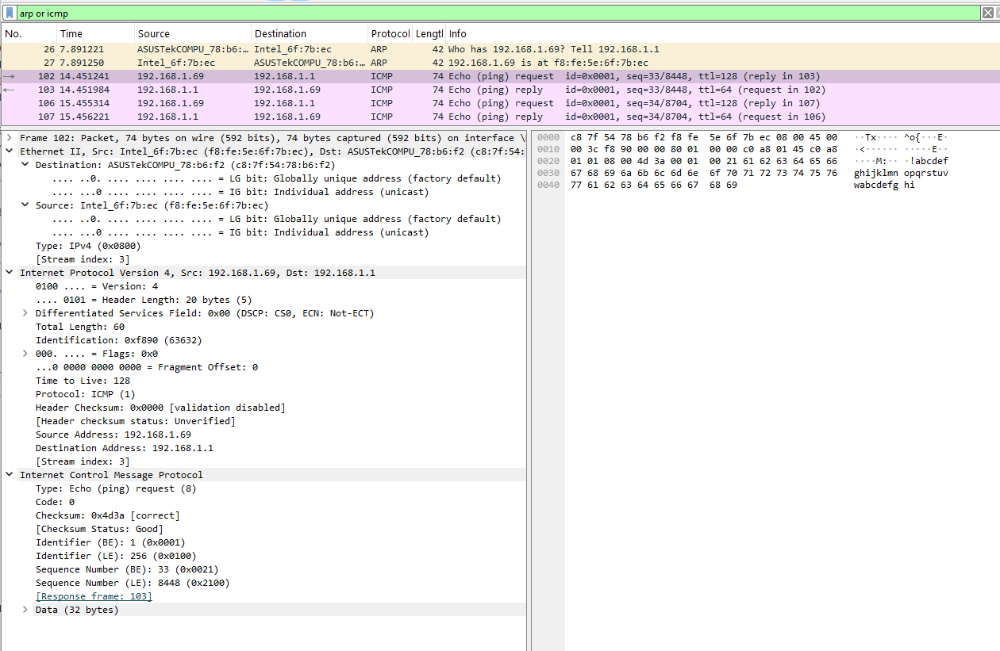 arp or icmp
No. Time Source Destination Protocol Lengtl Info
26 7.891221 ASUSTekCOMPU_78:b6:… Intel_6f:7b:ec ARP 42 Who has 192.168.1.69? Tell 192.168.1.1
27 7.891250 Intel_6f:7b:ec ASUSTekCOMPU_78:b6:… ARP 42 192.168.1.69 is at f8:fe:5e:6f:7b:ec
102 14.451241 192.168.1.69 192.168.1.1 ICMP 74 Echo (ping) request id=0x0001, seq=33/8448, ttl=128 (reply in 103)
103 14.451984 192.168.1.1 192.168.1.69 ICMP 74 Echo (ping) reply id=0x0001, seq=33/8448, ttl=64 (request in 102)
106 15.455314 192.168.1.69 192.168.1.1 ICMP 74 Echo (ping) request id=0x0001, seq=34/8704, ttl=128 (reply in 107)
107 15.456221 192.168.1.1 192.168.1.69 ICMP 74 Echo (ping) reply id=0x0001, seq=34/8704, ttl=64 (request in 106)
Frame 102: Packet, 74 bytes on wire (592 bits), 74 bytes captured (592 bits) on interface \
Ethernet II, Src: Intel_6f:7b:ec (f8:fe:5e:6f:7b:ec), Dst: ASUSTekCOMPU_78:b6:f2 (c8:7f:54:
Destination: ASUSTekCOMPU_78:b6:f2 (c8:7f:54:78:b6:f2)
.... ..0. .... .... .... .... = LG bit: Globally unique address (factory default)
.... ...0 .... .... .... .... = IG bit: Individual address (unicast)
Source: Intel_6f:7b:ec (f8:fe:5e:6f:7b:ec)
.... ..0. .... .... .... .... = LG bit: Globally unique address (factory default)
.... ...0 .... .... .... .... = IG bit: Individual address (unicast)
Type: IPv4 (0x0800)
[Stream index: 3]
Internet Protocol Version 4, Src: 192.168.1.69, Dst: 192.168.1.1
0100 .... = Version: 4
.... 0101 = Header Length: 20 bytes (5)
Differentiated Services Field: 0x00 (DSCP: CS0, ECN: Not-ECT)
Total Length: 60
Identification: 0xf890 (63632)
000. .... = Flags: 0x0
...0 0000 0000 0000 = Fragment Offset: 0
Time to Live: 128
Protocol: ICMP (1)
Header Checksum: 0x0000 [validation disabled]
[Header checksum status: Unverified]
Source Address: 192.168.1.69
Destination Address: 192.168.1.1
[Stream index: 3]
Internet Control Message Protocol
Type: Echo (ping) request (8)
Code: 0
Checksum: 0x4d3a [correct]
[Checksum Status: Good]
Identifier (BE): 1 (0x0001)
Identifier (LE): 256 (0x0100)
Sequence Number (BE): 33 (0x0021)
Sequence Number (LE): 8448 (0x2100)
[Response frame: 103]
Data (32 bytes)
0000 c8 7f 54 78 b6 f2 f8 fe 5e 6f 7b ec 08 00 45 00 ··Tx···· ^o{···E·
0010 00 3c f8 90 00 00 80 01 00 00 c0 a8 01 45 c0 a8 ·<······ ·····E··
0020 01 01 08 00 4d 3a 00 01 00 21 61 62 63 64 65 66 ····M:·· ·!abcdef
0030 67 68 69 6a 6b 6c 6d 6e 6f 70 71 72 73 74 75 76 ghijklmn opqrstuv
0040 77 61 62 63 64 65 66 67 68 69 wabcdefg hi